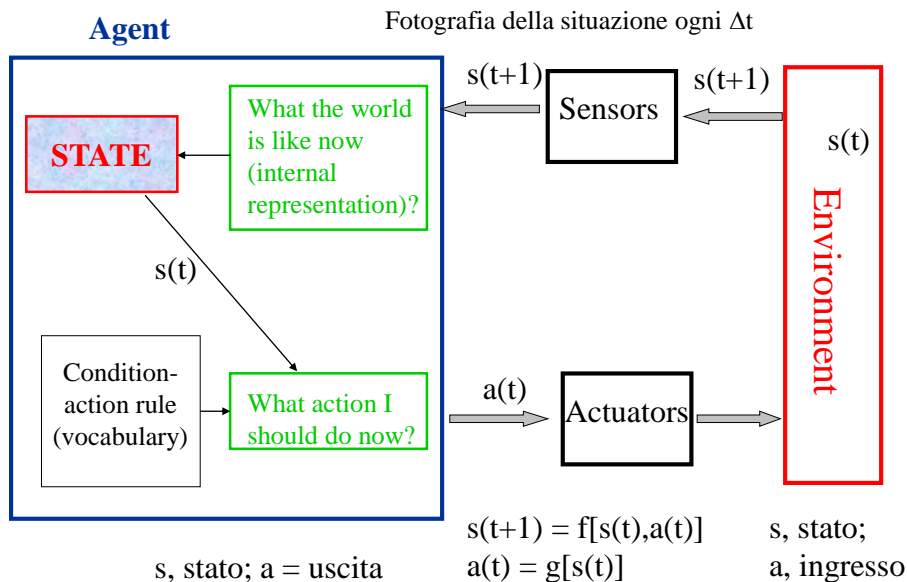 Agent
Fotografia della situazione ogni Δt
s(t+1)
s(t+1)
What the world
is like now
(internal
representation)?
STATE
Sensors
s(t)
Environment
s(t)
Condition-
action rule
(vocabulary)
What action I
should do now?
a(t)
Actuators
s(t+1) = f[s(t),a(t)]
a(t) = g[s(t)]
s, stato;
a, ingresso
s, stato; a = uscita